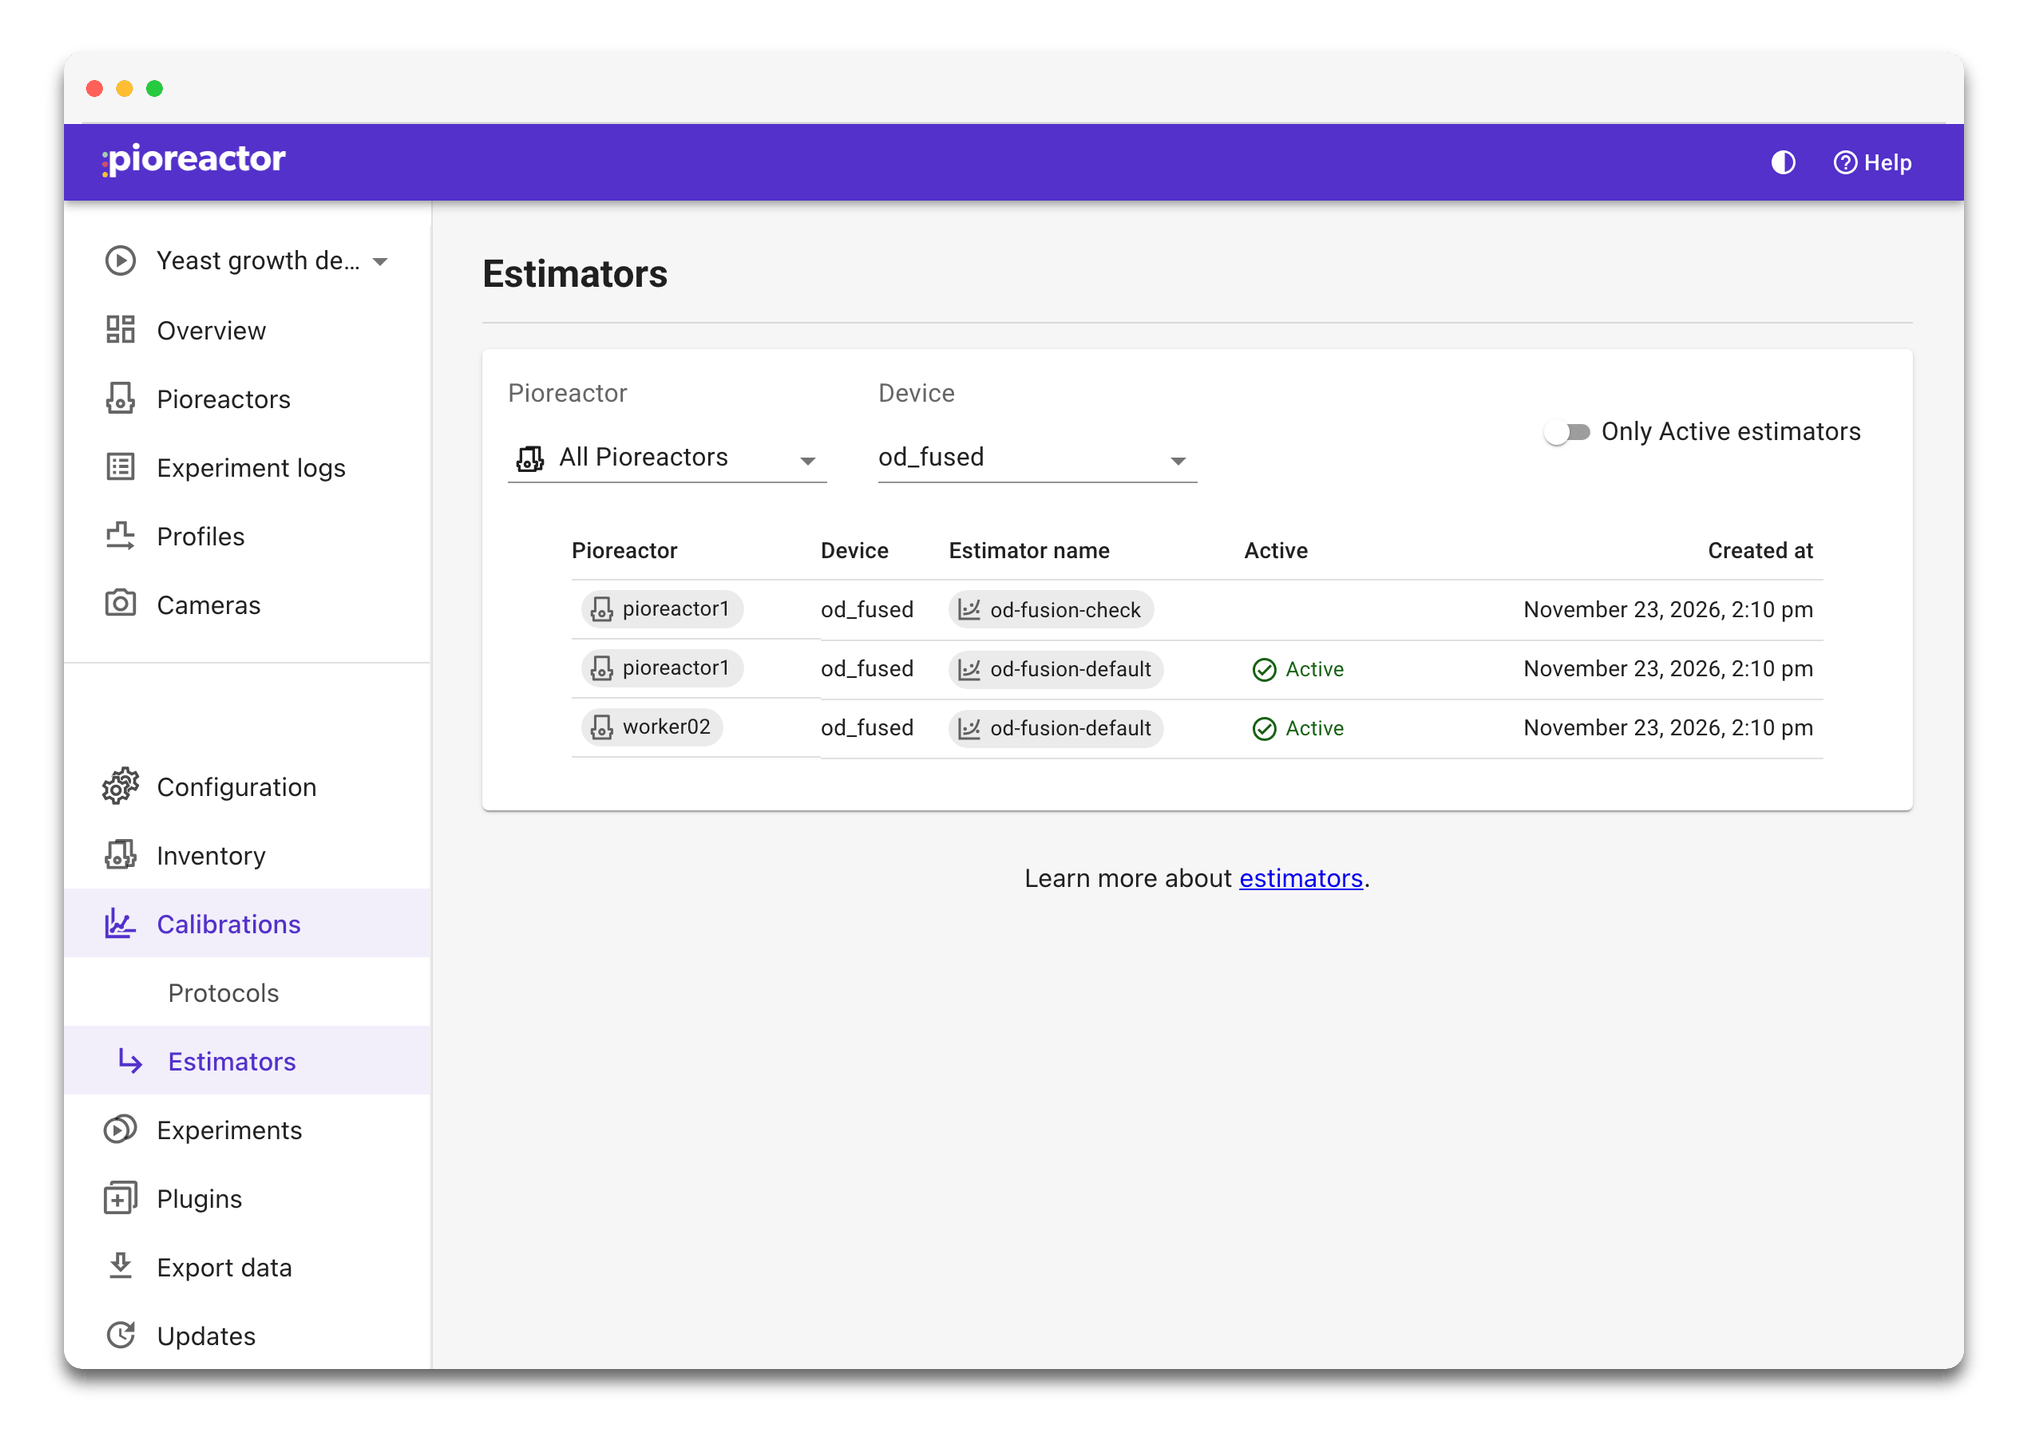 pioreactor
Help
Yeast growth de...
Overview
Pioreactors
Experiment logs
Profiles
Cameras
Configuration
Inventory
Calibrations
Protocols
Estimators
Experiments
Plugins
Export data
Updates
Estimators
Pioreactor Device
All Pioreactors od_fused Only Active estimators
Pioreactor Device Estimator name Active Created at
pioreactor1 od_fused od-fusion-check November 23, 2026, 2:10 pm
pioreactor1 od_fused od-fusion-default Active November 23, 2026, 2:10 pm
worker02 od_fused od-fusion-default Active November 23, 2026, 2:10 pm
Learn more about estimators.